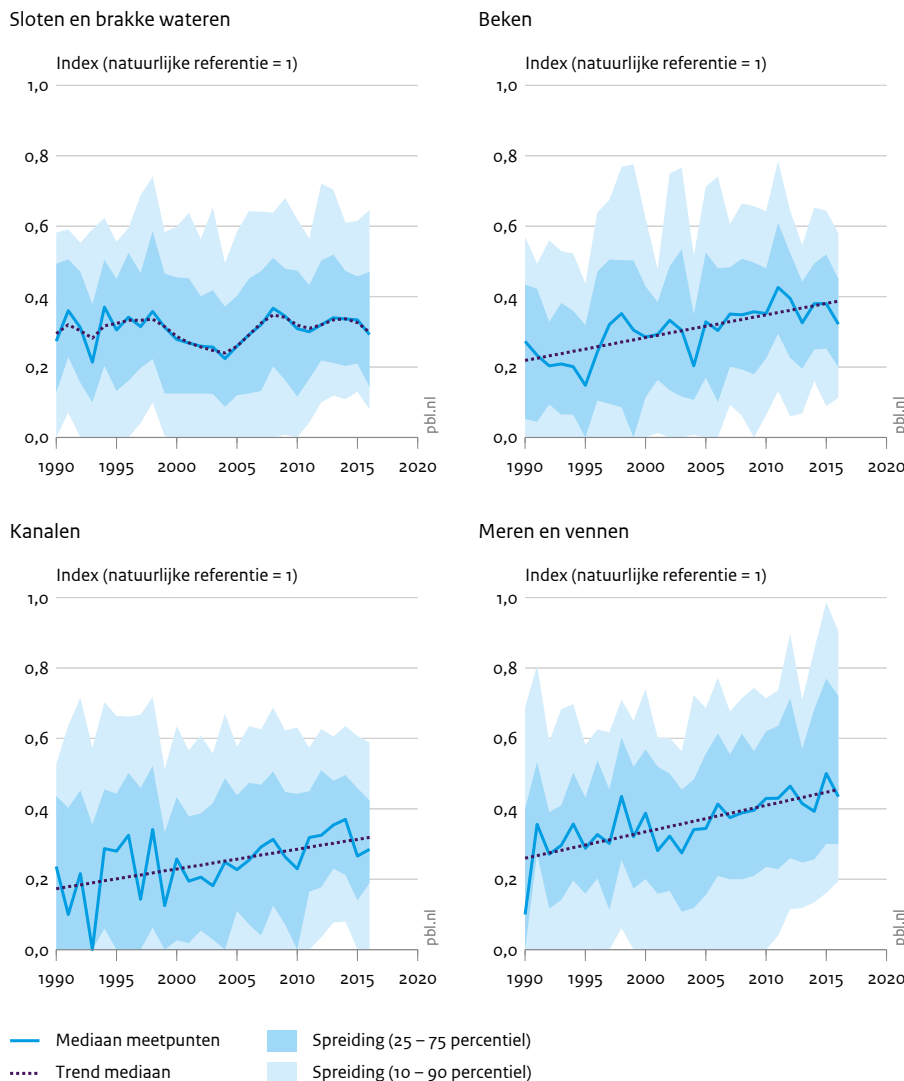 Sloten en brakke wateren
Index (natuurlijke referentie = 1)
1,0
0,8
0,6
0,4
0,2
0,0
1990 1995 2000 2005 2010 2015 2020
pbl.nl
Beken
Index (natuurlijke referentie = 1)
1,0
0,8
0,6
0,4
0,2
0,0
1990 1995 2000 2005 2010 2015 2020
pbl.nl
Kanalen
Index (natuurlijke referentie = 1)
1,0
0,8
0,6
0,4
0,2
0,0
1990 1995 2000 2005 2010 2015 2020
pbl.nl
Meren en vennen
Index (natuurlijke referentie = 1)
1,0
0,8
0,6
0,4
0,2
0,0
1990 1995 2000 2005 2010 2015 2020
pbl.nl
Mediaan meetpunten
Trend mediaan
Spreiding (25 – 75 percentiel)
Spreiding (10 – 90 percentiel)